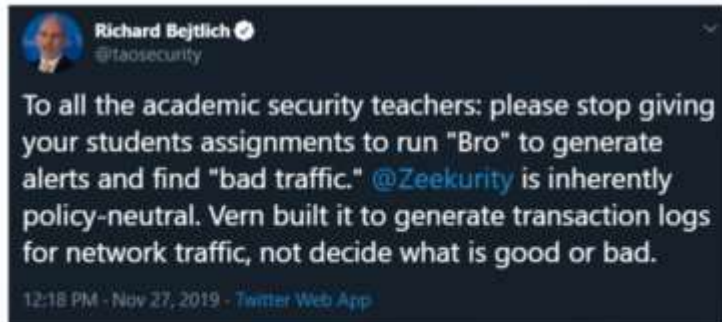 Richard Bejtlich
@taosecurity
To all the academic security teachers: please stop giving
your students assignments to run "Bro" to generate
alerts and find "bad traffic." @Zeekurity is inherently
policy-neutral. Vern built it to generate transaction logs
for network traffic, not decide what is good or bad.
12:18 PM - Nov 27, 2019 - Twitter Web App